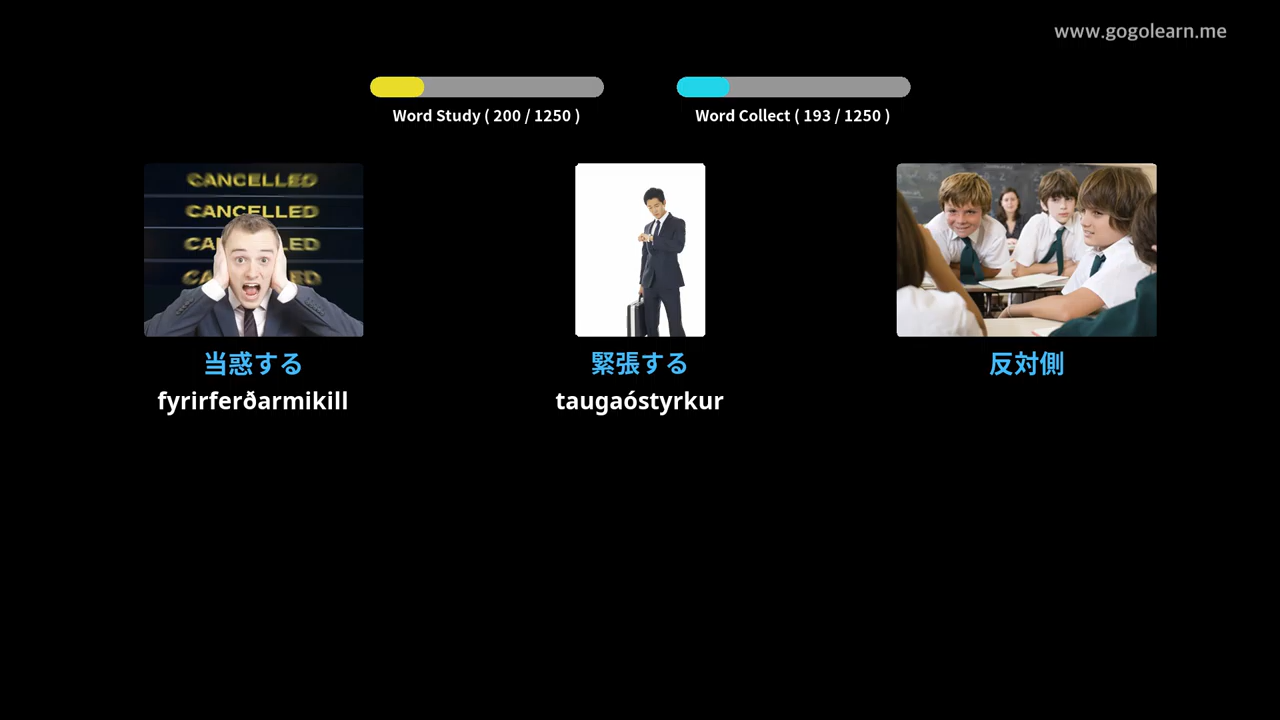 www.gogolearn.me
Word Study ( 200 / 1250 )
Word Collect ( 193 / 1250 )
CANCELLED
CANCELLED
当惑する
緊張する
反対側
fyrirferðarmikill
taugaóstyrkur